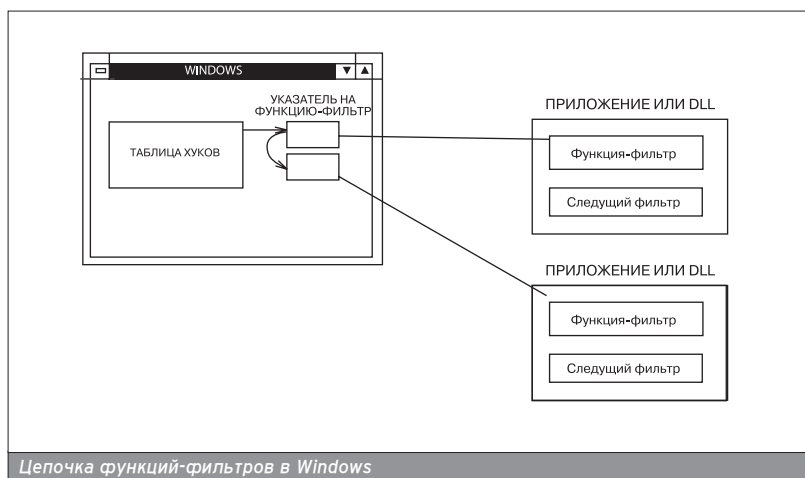 WINDOWS
УКАЗАТЕЛЬ НА
ФУНКЦИЮ-ФИЛЬТР
ТАБЛИЦА ХУКОВ
ПРИЛОЖЕНИЕ ИЛИ DLL
Функция-фильтр
Следущий фильтр
ПРИЛОЖЕНИЕ ИЛИ DLL
Функция-фильтр
Следущий фильтр
Цепочка функций-фильтров в Windows